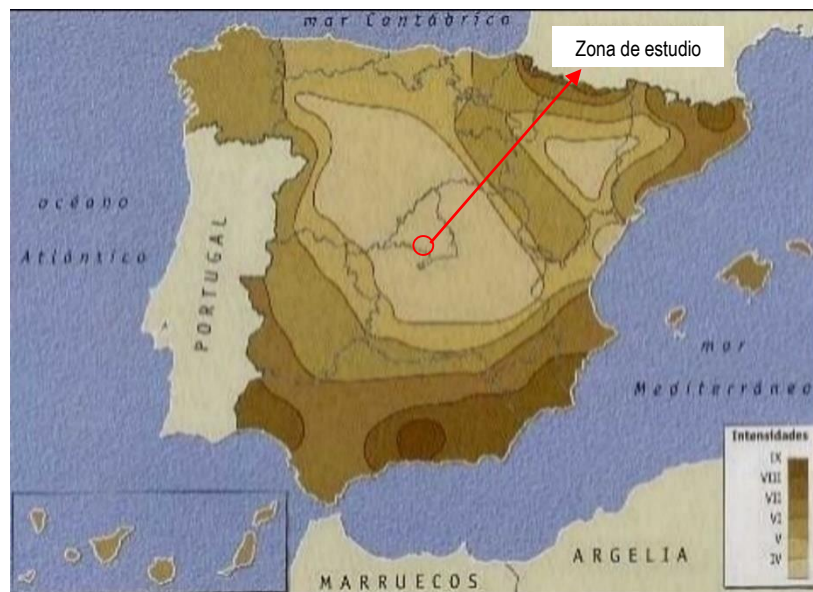 mar Cantábrico
Zona de estudio
océano
Atlántico
PORTUGAL
mar
Mediterráneo
Intensidades
IX
VIII
VII
VI
V
IV
ARGELIA
MARRUECOS